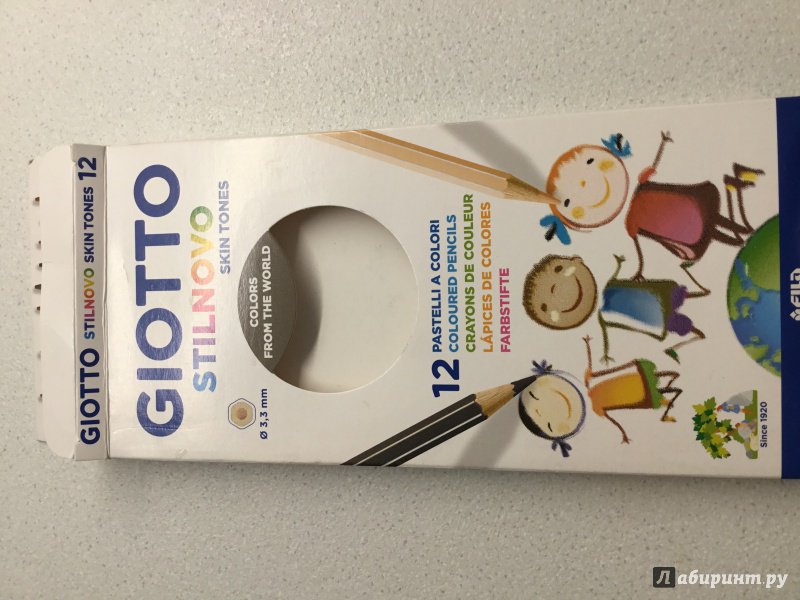 GIOTTO STILNOVO SKIN TONES 12
GIOTTO
STILNOVO
SKIN TONES
COLORS
FROM THE WORLD
Ø 3,3 mm
12 PASTELLI A COLORI
COLOURED PENCILS
CRAYONS DE COULEUR
LÁPICES DE COLORES
FARBSTIFTE
Since 1920
Лабиринт.ру